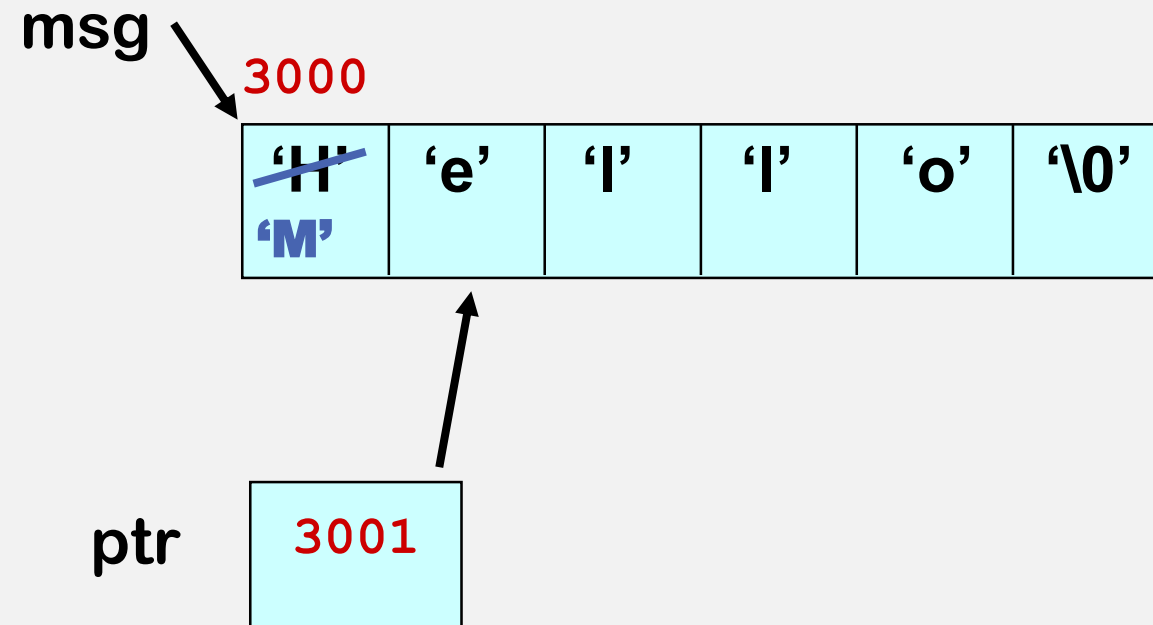 msg
3000
‘H’ ‘e’ ‘l’ ‘l’ ‘o’ ‘\0’
‘M’
ptr
3001